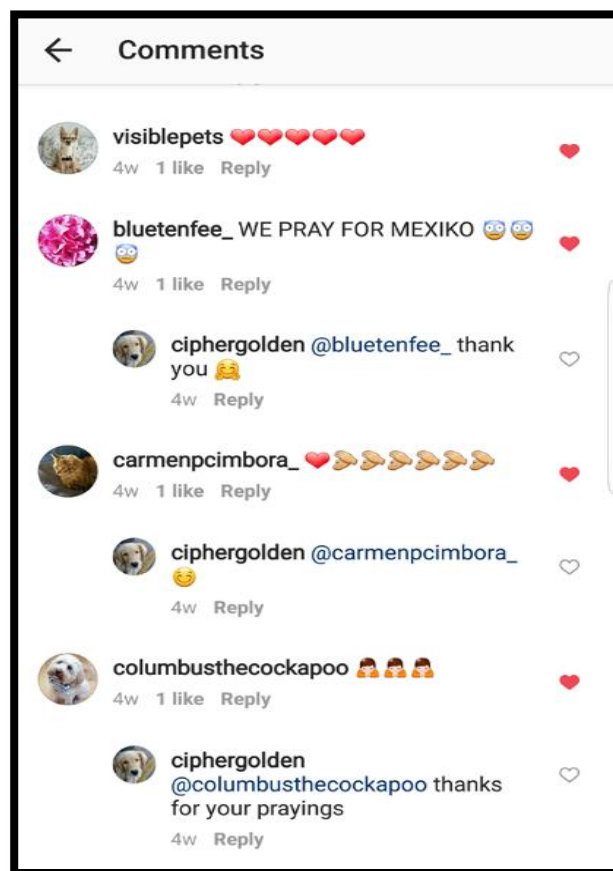 ← Comments
visiblepets ❤❤❤❤❤
4w 1 like Reply
bluetenfee_ WE PRAY FOR MEXIKO 😇😇
😇
4w 1 like Reply
ciphergolden @bluetenfee_ thank
you 🤗
4w Reply
carmenpcimbora_ ❤🙏🙏🙏🙏🙏🙏
4w 1 like Reply
ciphergolden @carmenpcimbora_
☺
4w Reply
columbusthecockapoo 🙇🙇🙇
4w 1 like Reply
ciphergolden
@columbusthecockapoo thanks
for your prayings
4w Reply